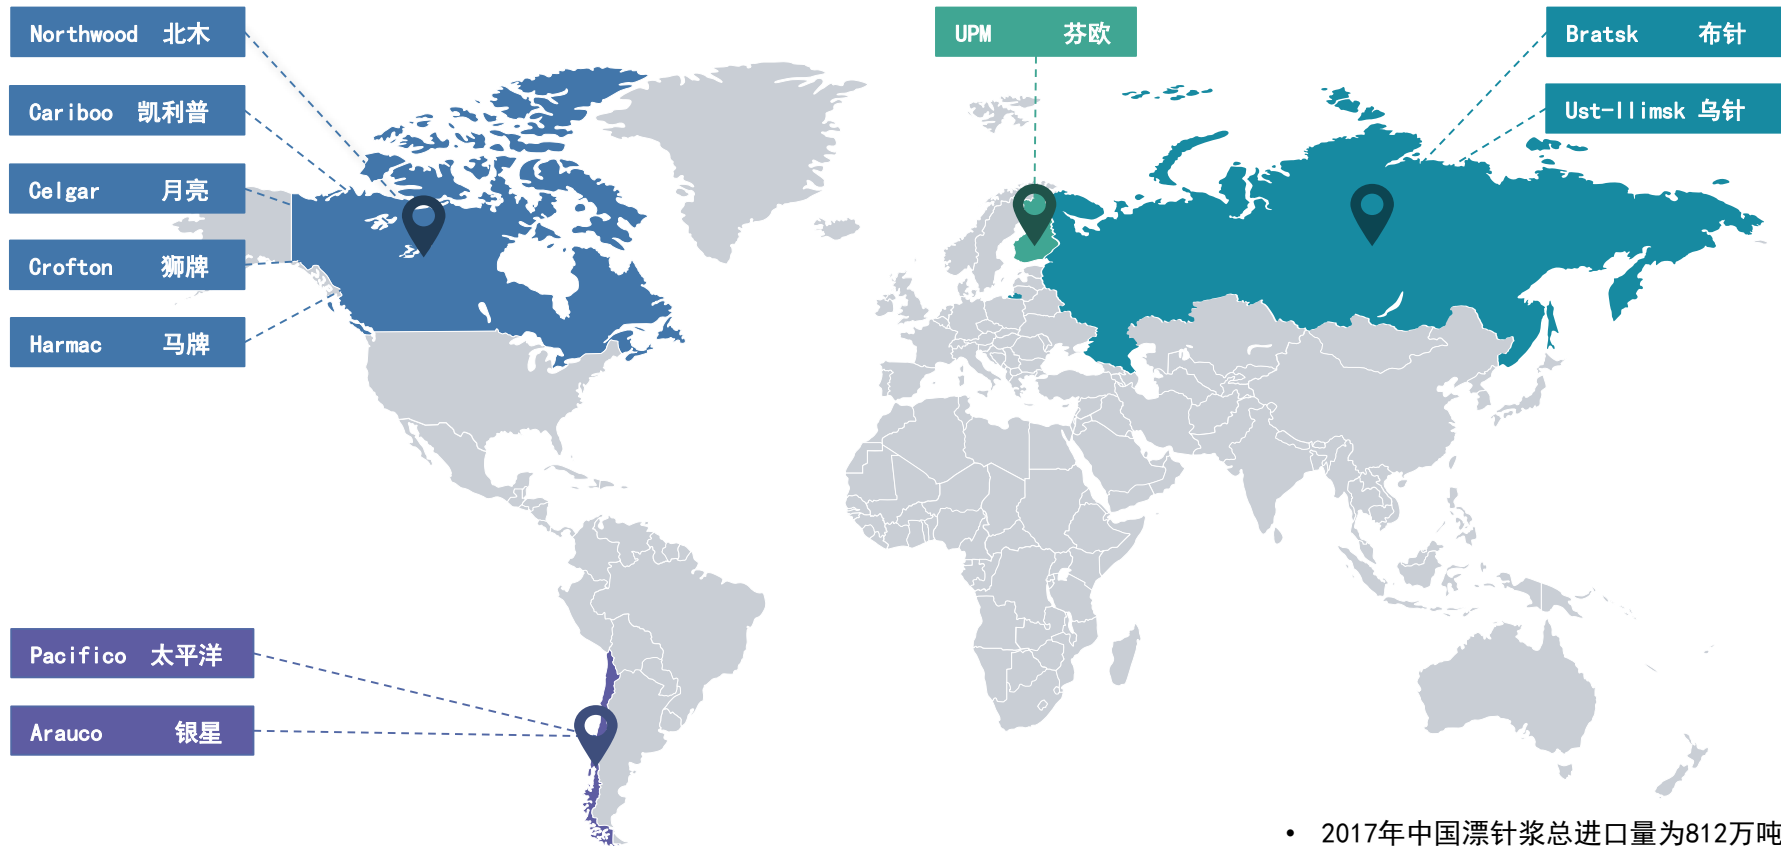 Northwood 北木
UPM 芬欧
Bratsk 布针
Cariboo 凯利普
Ust-Ilimsk 乌针
Celgar 月亮
Crofton 狮牌
Harmac 马牌
Pacifico 太平洋
Arauco 银星
• 2017年中国漂针浆总进口量为812万吨